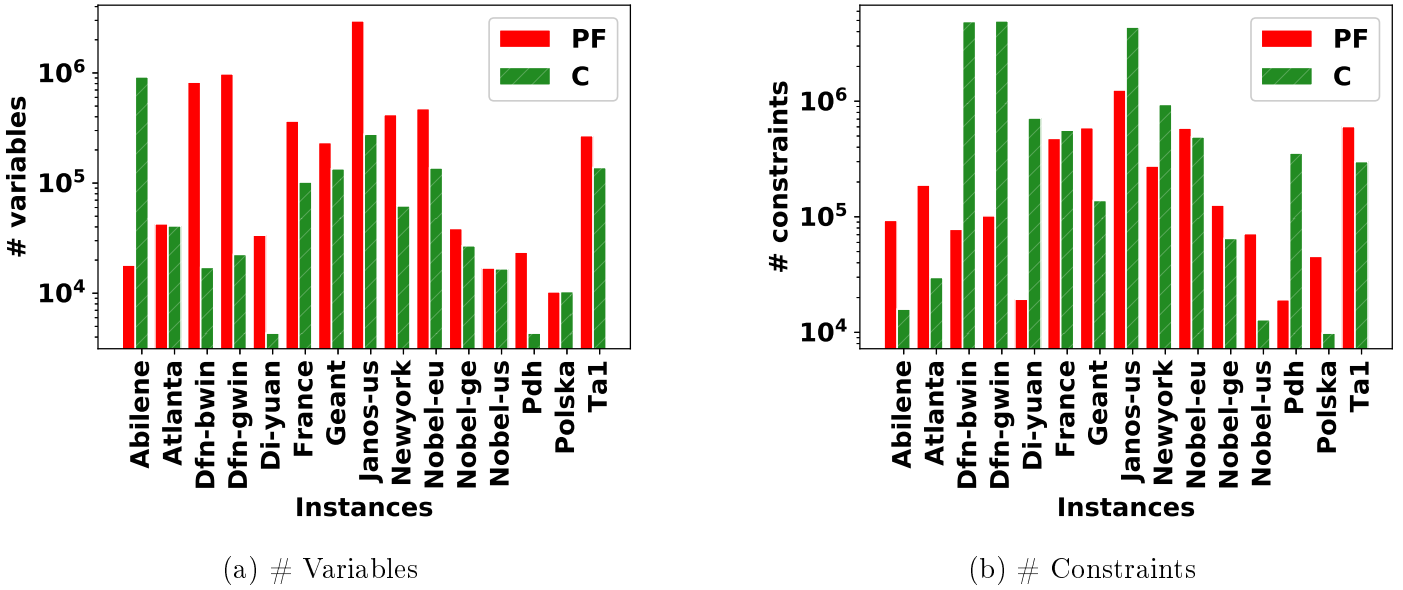 # variables
10^6
10^5
10^4
PF
C
Abilene
Atlanta
Dfn-bwin
Dfn-gwin
Di-yuan
France
Geant
Janos-us
Newyork
Nobel-eu
Nobel-ge
Nobel-us
Pdh
Polska
Ta1
Instances
(a) # Variables
# constraints
10^6
10^5
10^4
PF
C
Abilene
Atlanta
Dfn-bwin
Dfn-gwin
Di-yuan
France
Geant
Janos-us
Newyork
Nobel-eu
Nobel-ge
Nobel-us
Pdh
Polska
Ta1
Instances
(b) # Constraints